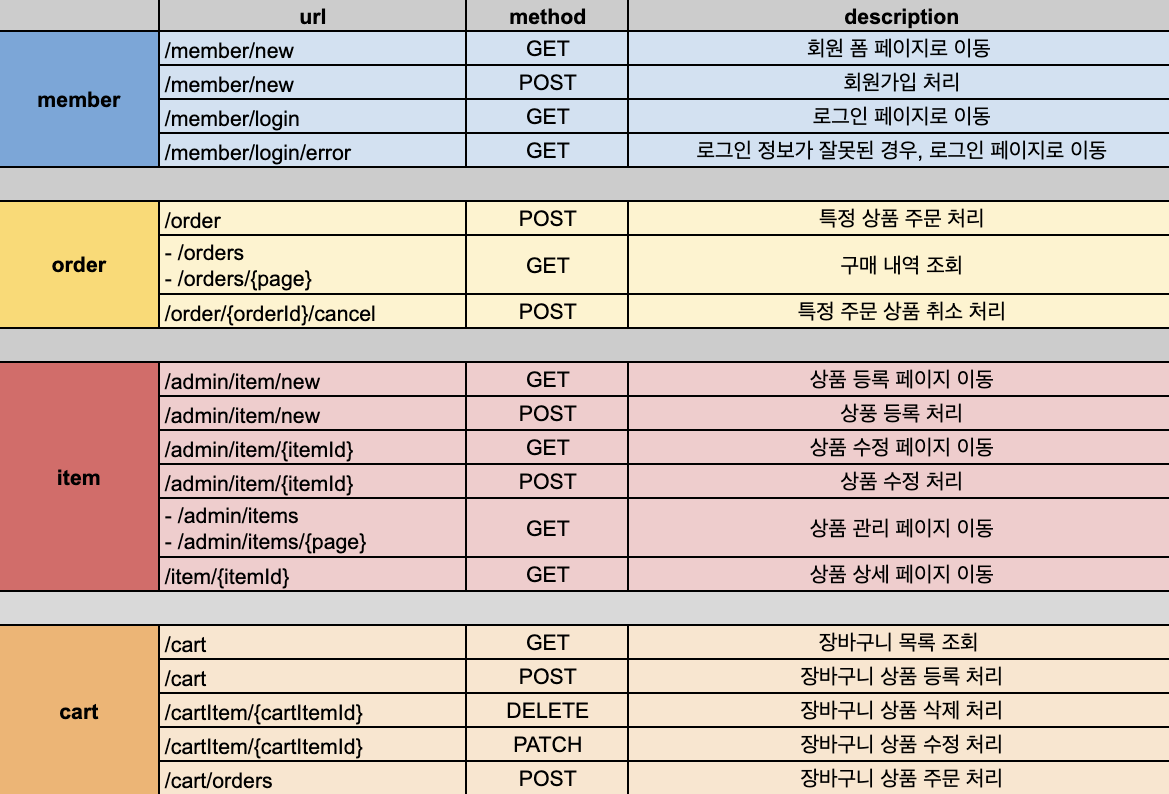 url method description
member
/member/new GET 회원 폼 페이지로 이동
/member/new POST 회원가입 처리
/member/login GET 로그인 페이지로 이동
/member/login/error GET 로그인 정보가 잘못된 경우, 로그인 페이지로 이동
order
/order POST 특정 상품 주문 처리
- /orders
- /orders/{page} GET 구매 내역 조회
/order/{orderId}/cancel POST 특정 주문 상품 취소 처리
item
/admin/item/new GET 상품 등록 페이지 이동
/admin/item/new POST 상풍 등록 처리
/admin/item/{itemId} GET 상품 수정 페이지 이동
/admin/item/{itemId} POST 상품 수정 처리
- /admin/items
- /admin/items/{page} GET 상품 관리 페이지 이동
/item/{itemId} GET 상품 상세 페이지 이동
cart
/cart GET 장바구니 목록 조회
/cart POST 장바구니 상품 등록 처리
/cartItem/{cartItemId} DELETE 장바구니 상품 삭제 처리
/cartItem/{cartItemId} PATCH 장바구니 상품 수정 처리
/cart/orders POST 장바구니 상품 주문 처리